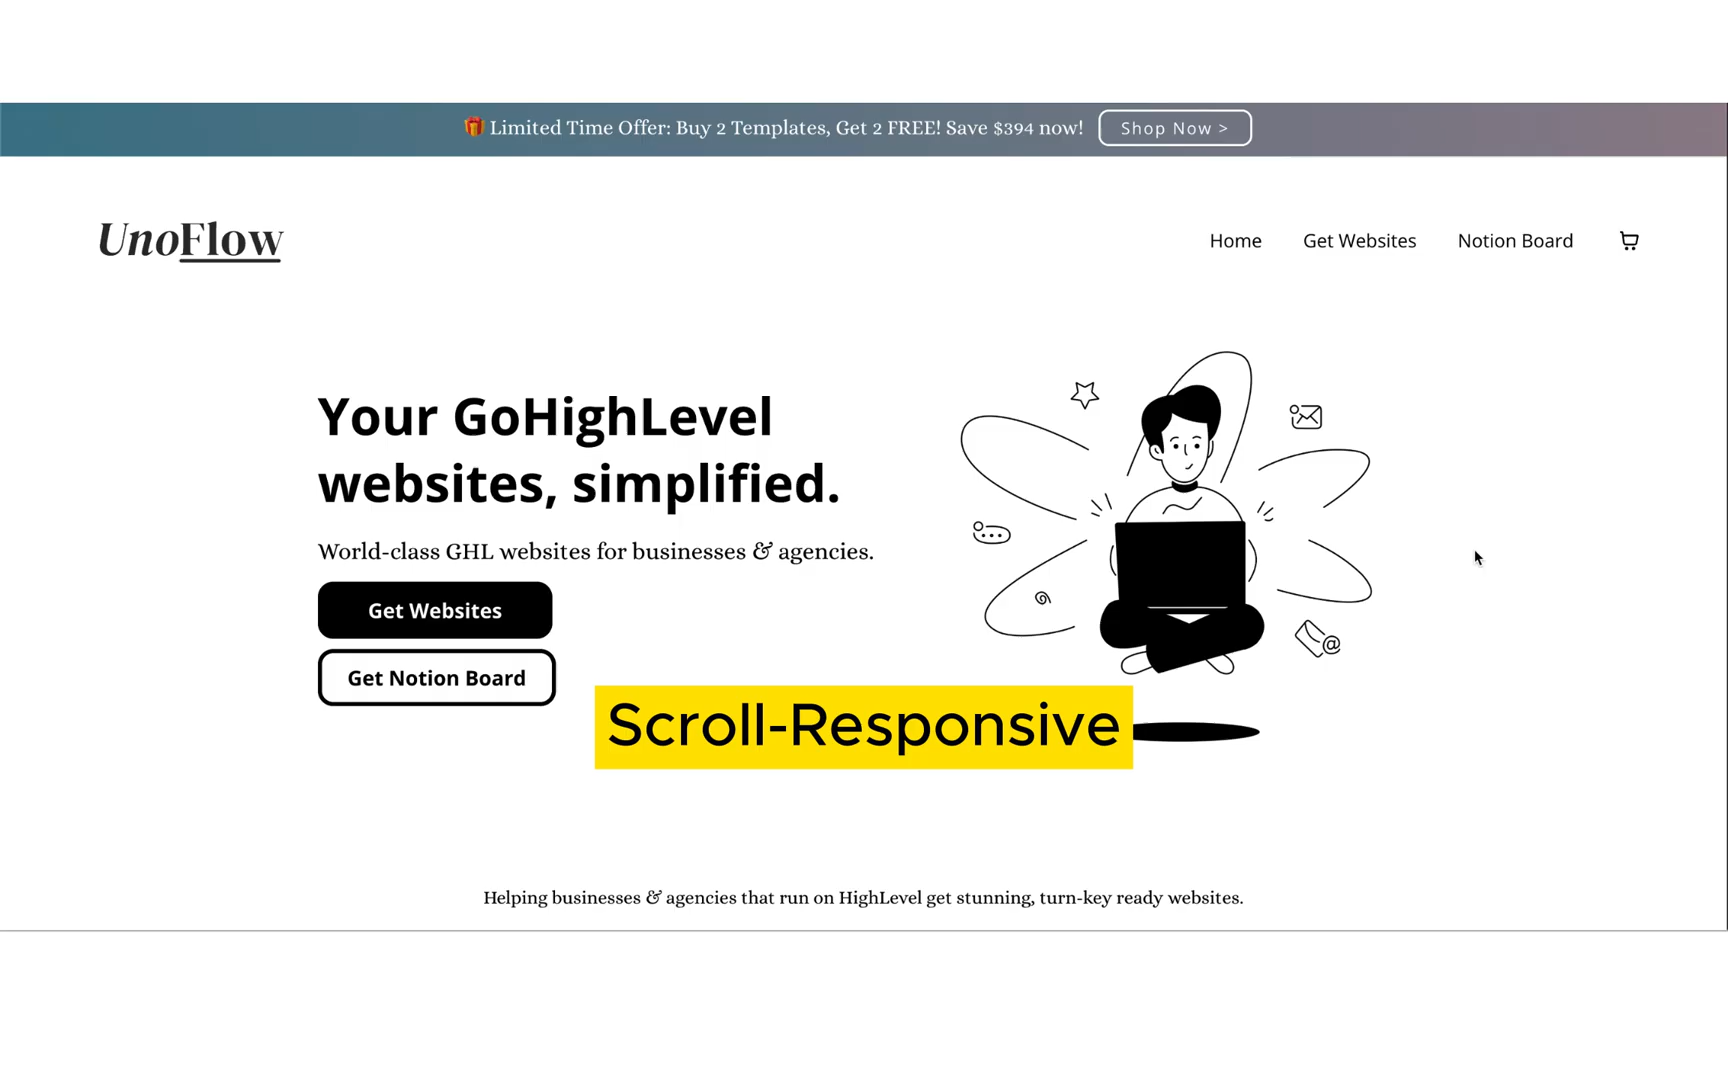 🎁 Limited Time Offer: Buy 2 Templates, Get 2 FREE! Save $394 now!
Shop Now >
UnoFlow
Home
Get Websites
Notion Board
Your GoHighLevel
websites, simplified.
World-class GHL websites for businesses & agencies.
Get Websites
Get Notion Board
Scroll-Responsive
Helping businesses & agencies that run on HighLevel get stunning, turn-key ready websites.